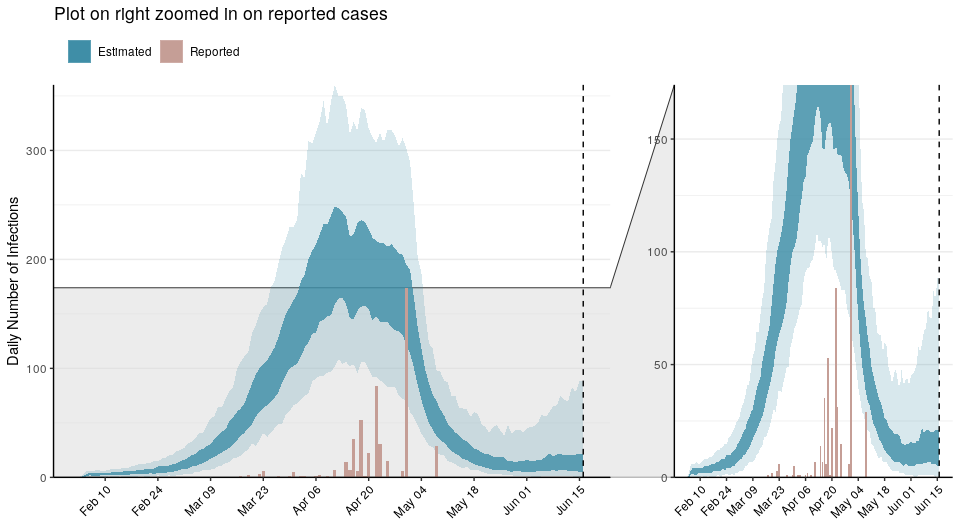 Plot on right zoomed in on reported cases
Estimated Reported
Daily Number of Infections
300
200
100
0
Feb 10 Feb 24 Mar 09 Mar 23 Apr 06 Apr 20 May 04 May 18 Jun 01 Jun 15
150
100
50
0
Feb 10 Feb 24 Mar 09 Mar 23 Apr 06 Apr 20 May 04 May 18 Jun 01 Jun 15